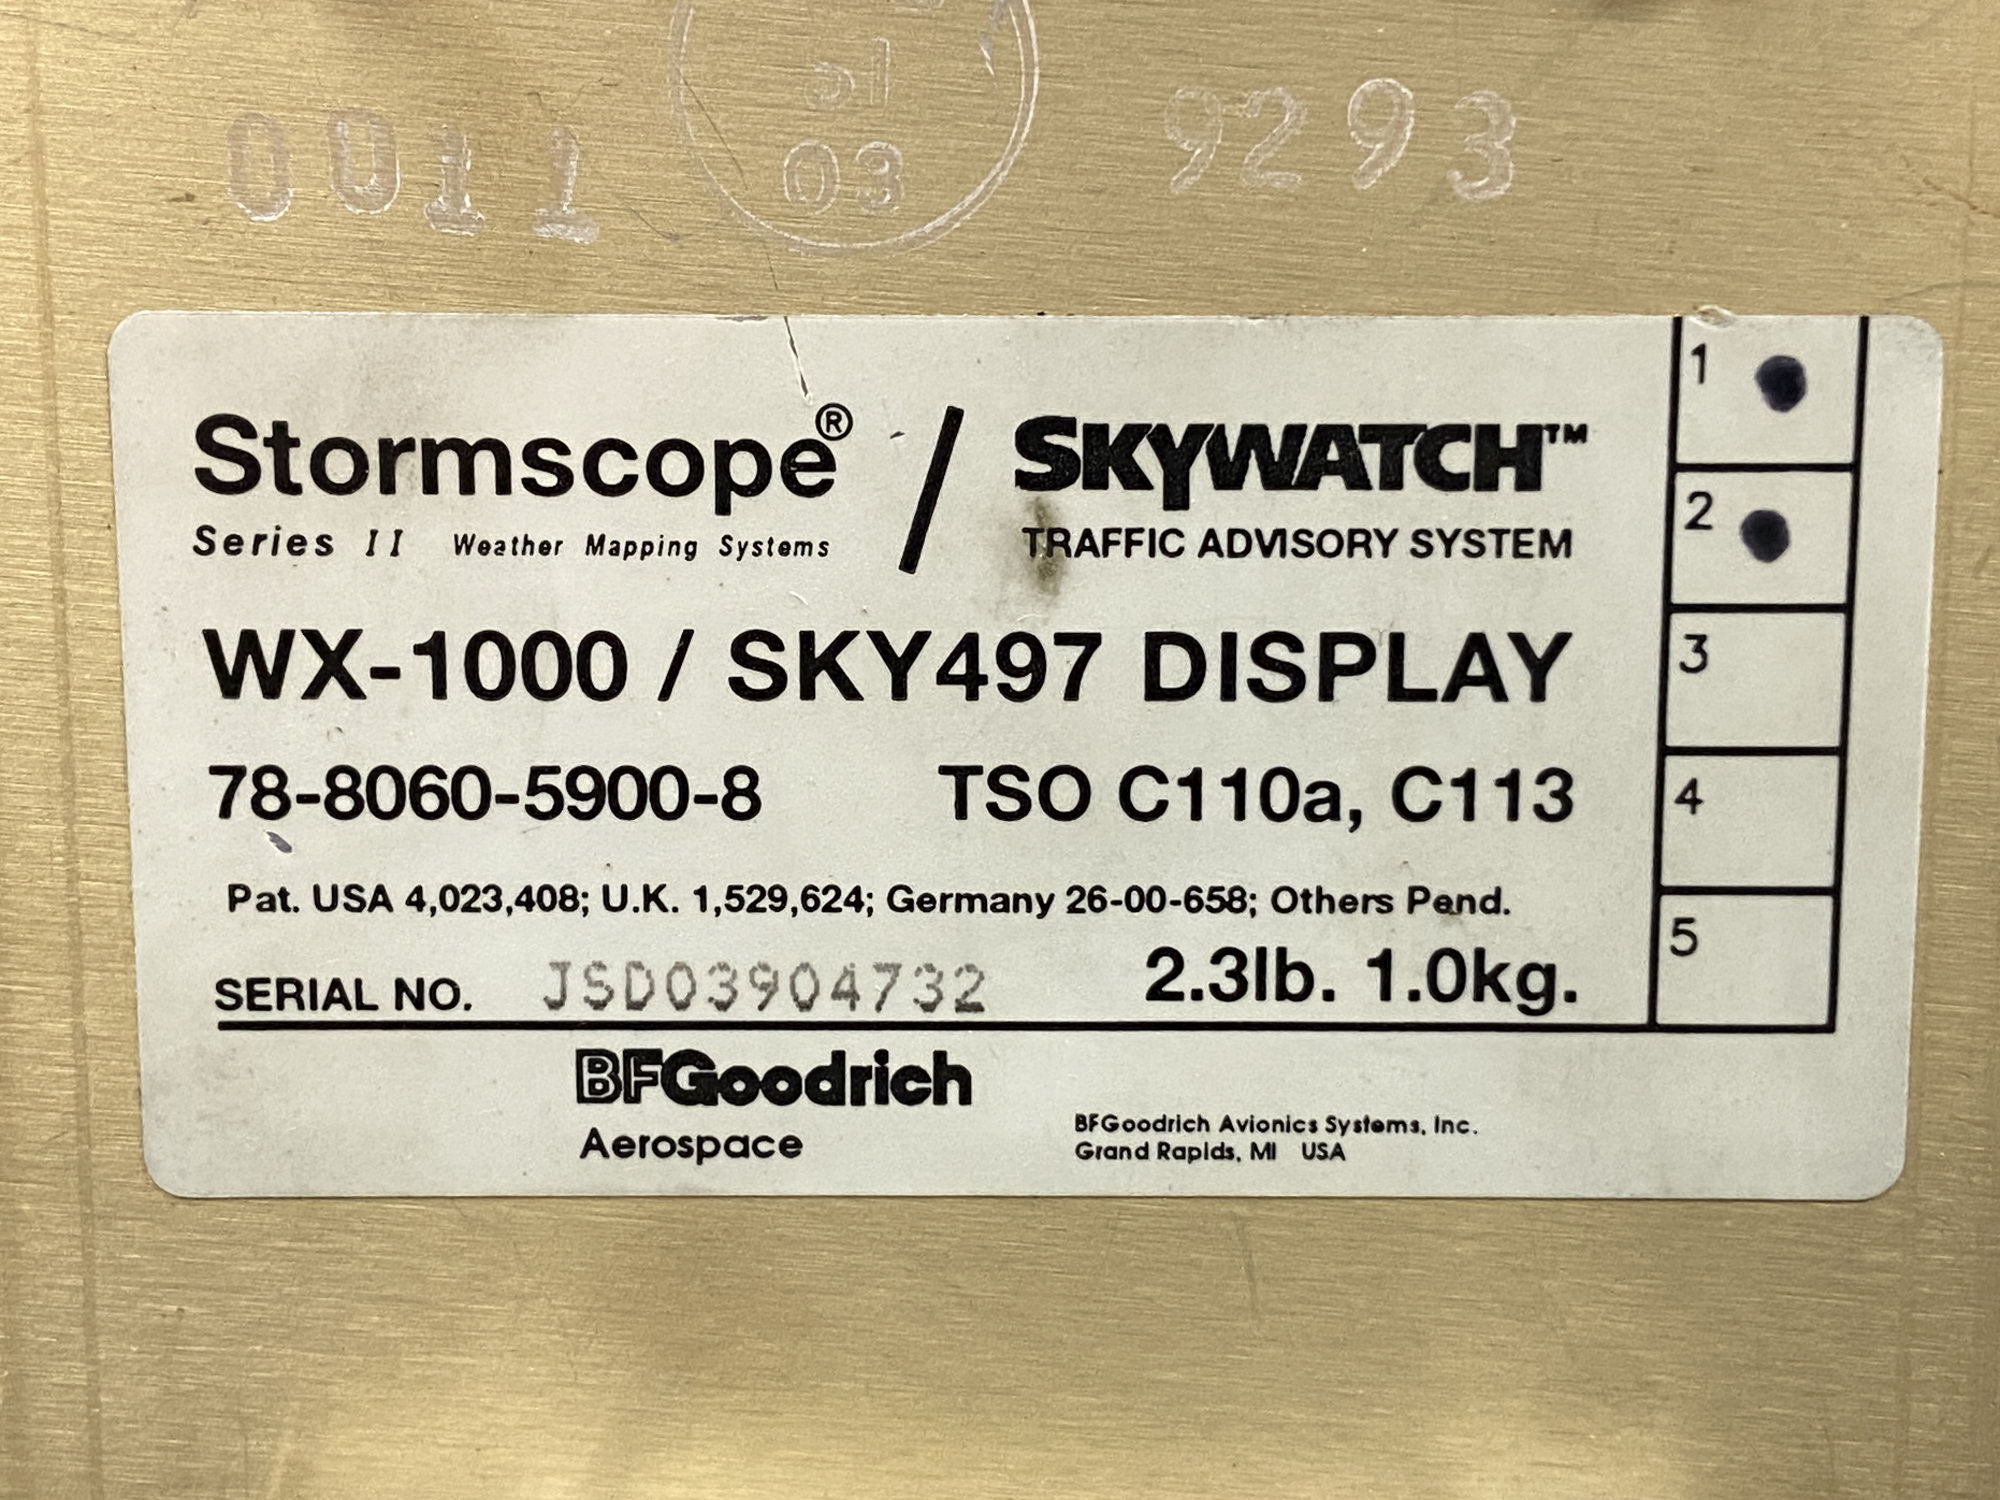 01
0011 03 9293
Stormscope® / SKYWATCH™
Series II Weather Mapping Systems TRAFFIC ADVISORY SYSTEM
WX-1000 / SKY497 DISPLAY
78-8060-5900-8 TSO C110a, C113
Pat. USA 4,023,408; U.K. 1,529,624; Germany 26-00-658; Others Pend.
SERIAL NO. JSD03904732 2.3lb. 1.0kg.
1
2
3
4
5
BFGoodrich
Aerospace
BFGoodrich Avionics Systems, Inc.
Grand Rapids, MI USA